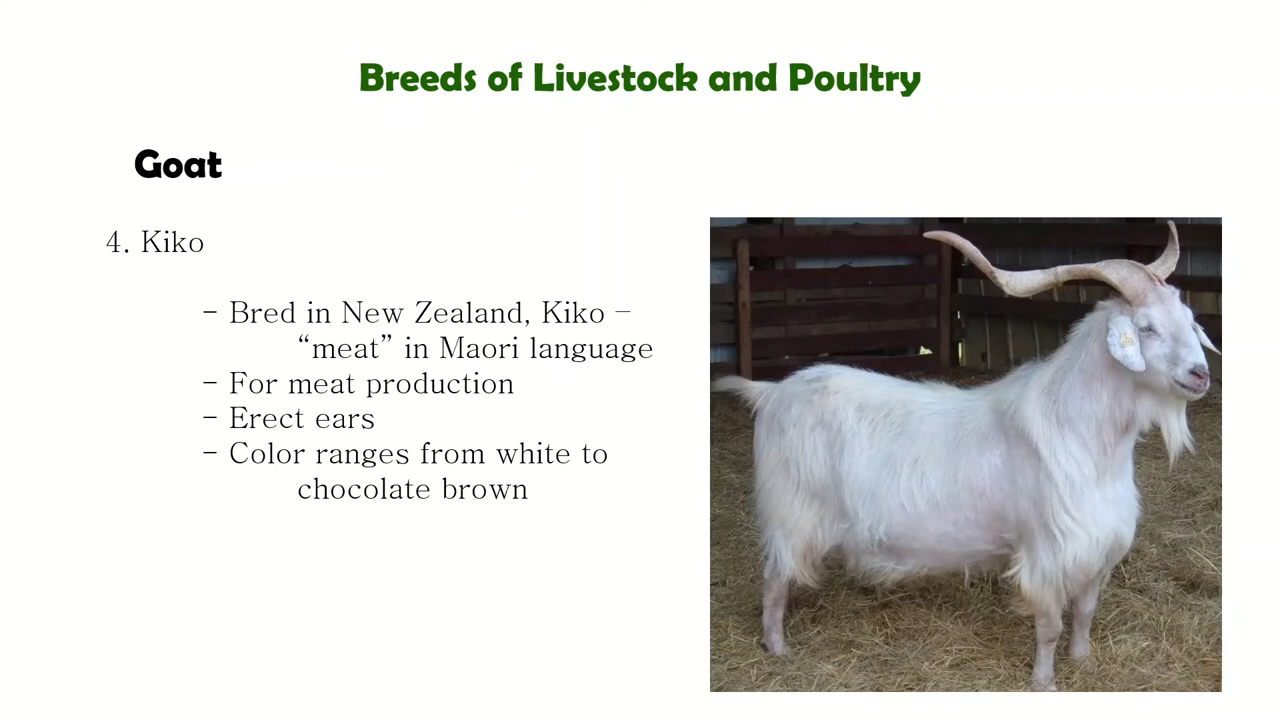 Breeds of Livestock and Poultry
Goat
4. Kiko
- Bred in New Zealand, Kiko –
“meat” in Maori language
- For meat production
- Erect ears
- Color ranges from white to
chocolate brown